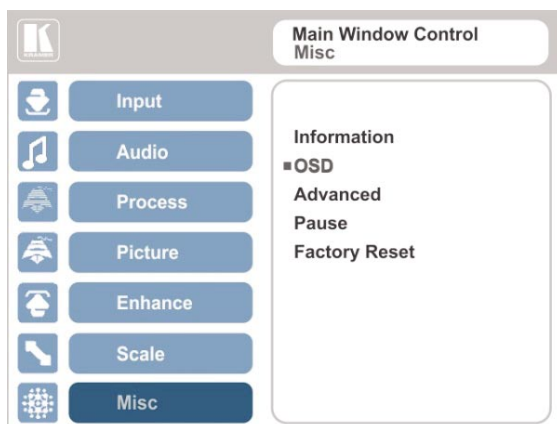 Main Window Control
Misc
Input
Audio
Process
Picture
Enhance
Scale
Misc
Information
OSD
Advanced
Pause
Factory Reset